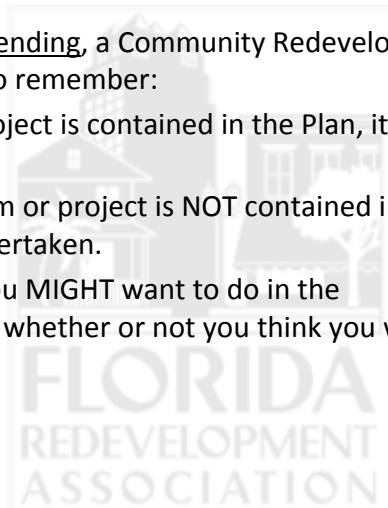 ending, a Community Redevelo
o remember:
oject is contained in the Plan, it
m or project is NOT contained i
ertaken.
ou MIGHT want to do in the
whether or not you think you w
FLORIDA
REDEVELOPMENT
ASSOCIATION